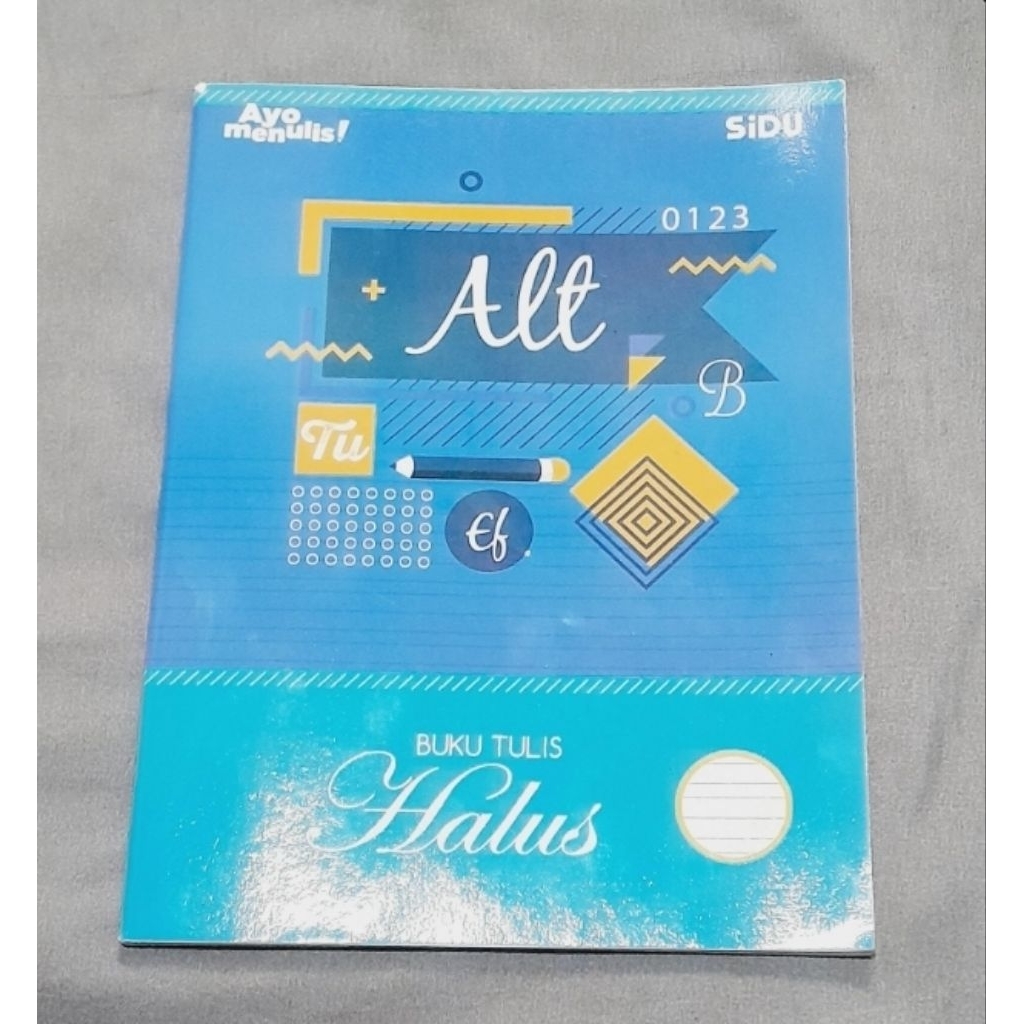 Ayo
menulis!
SiDU
0123
Alt
B
Tu
Ef
BUKU TULIS
Halus